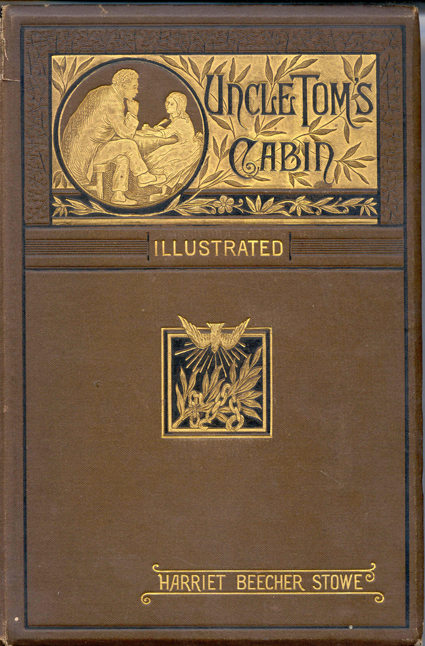 UNCLE TOM'S
CABIN
ILLUSTRATED
HARRIET BEECHER STOWE